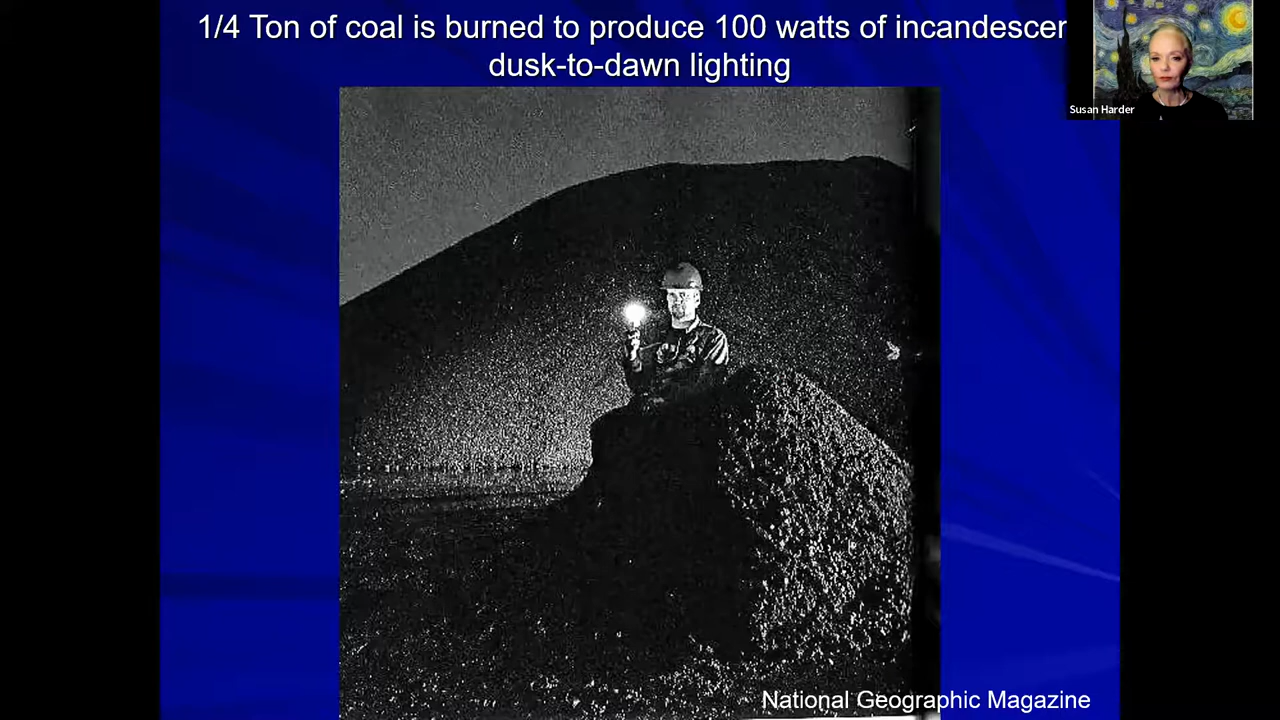 1/4 Ton of coal is burned to produce 100 watts of incandescen
dusk-to-dawn lighting
Susan Harder
National Geographic Magazine